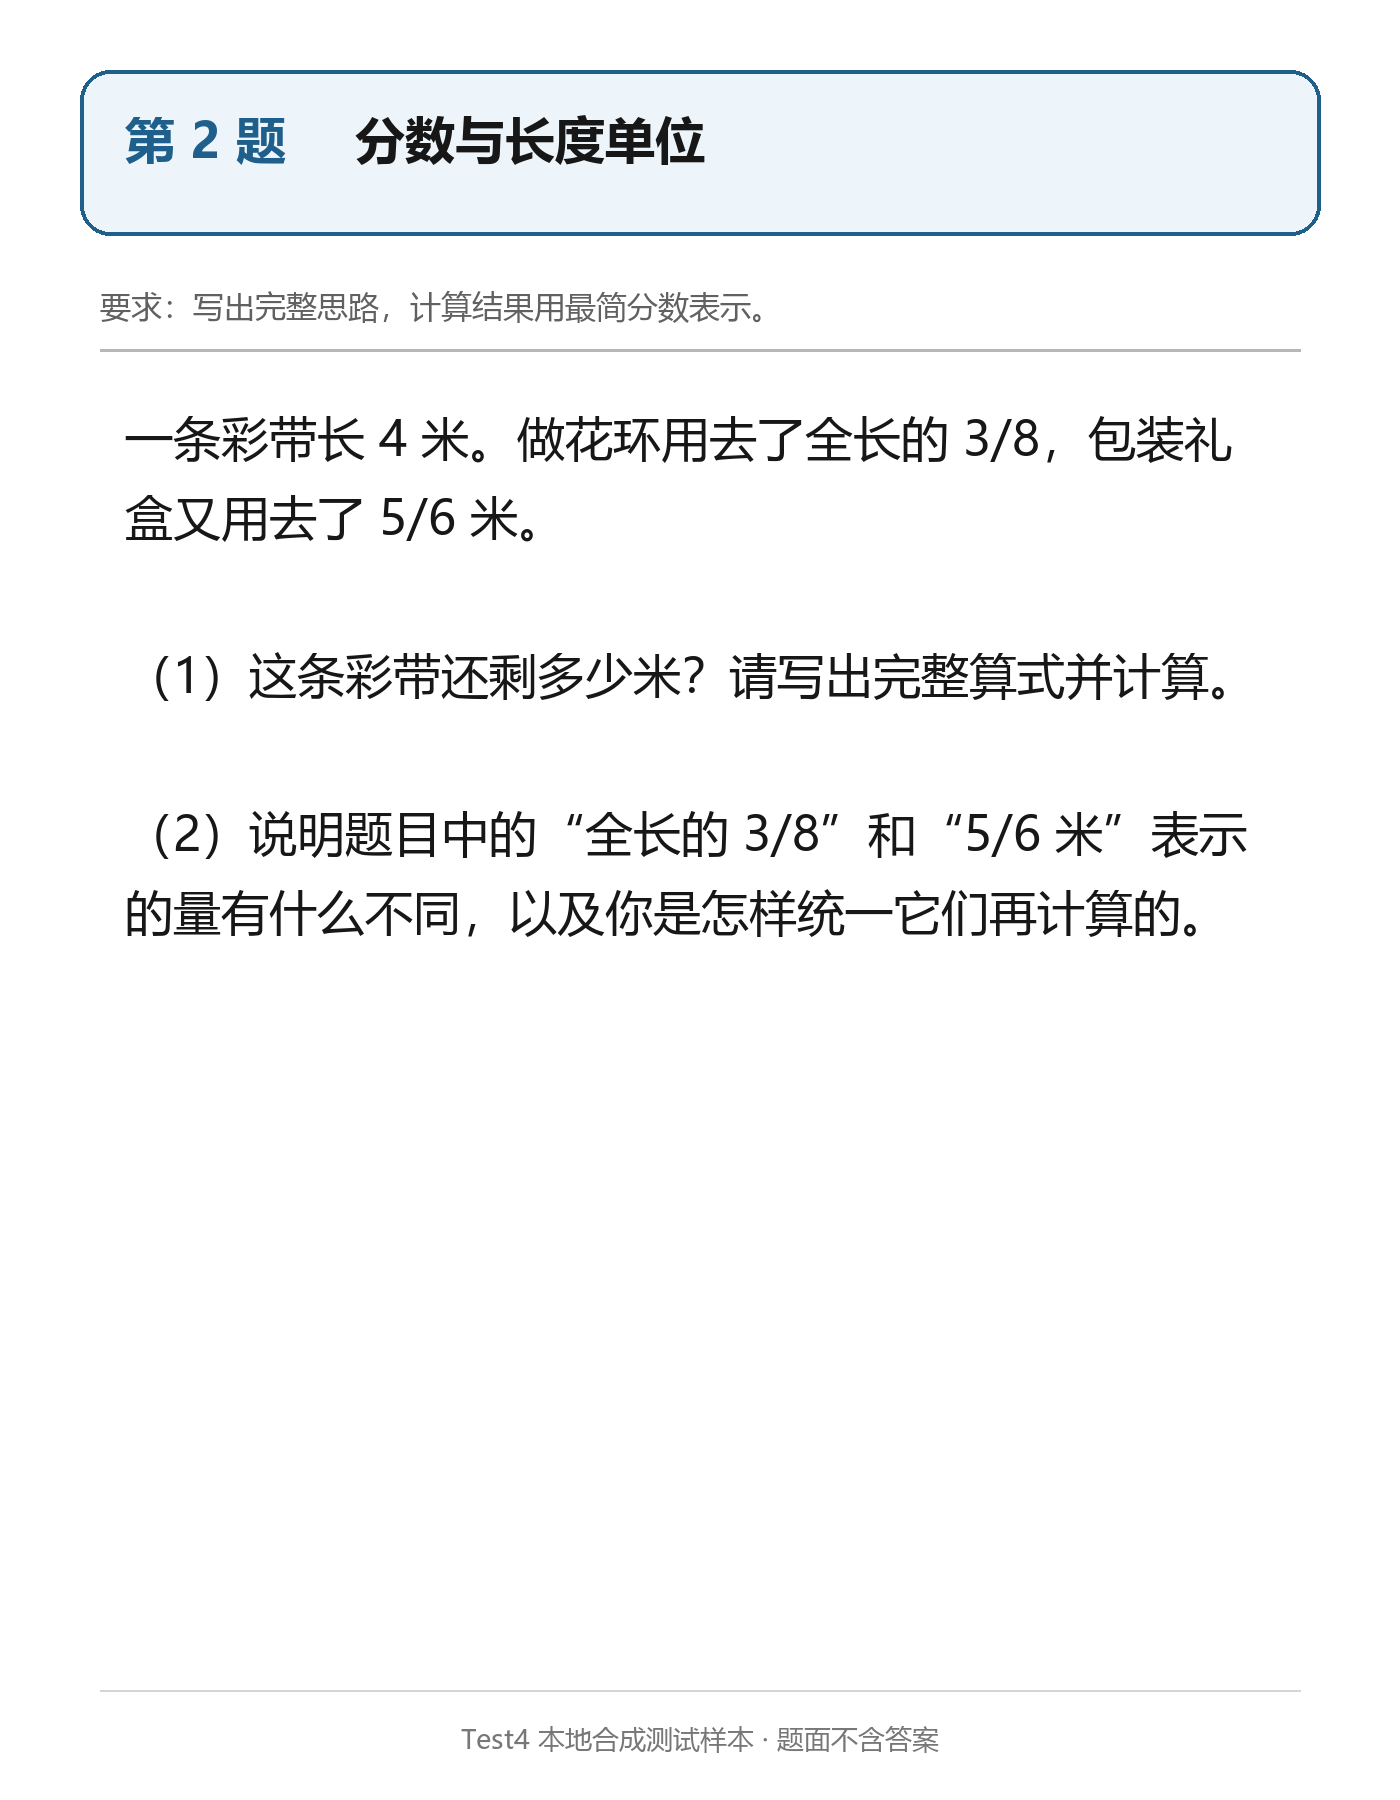 第 2 题 分数与长度单位
要求：写出完整思路，计算结果用最简分数表示。
一条彩带长 4 米。做花环用去了全长的 3/8，包装礼
盒又用去了 5/6 米。
（1）这条彩带还剩多少米？请写出完整算式并计算。
（2）说明题目中的“全长的 3/8”和“5/6 米”表示
的量有什么不同，以及你是怎样统一它们再计算的。
Test4 本地合成测试样本 · 题面不含答案